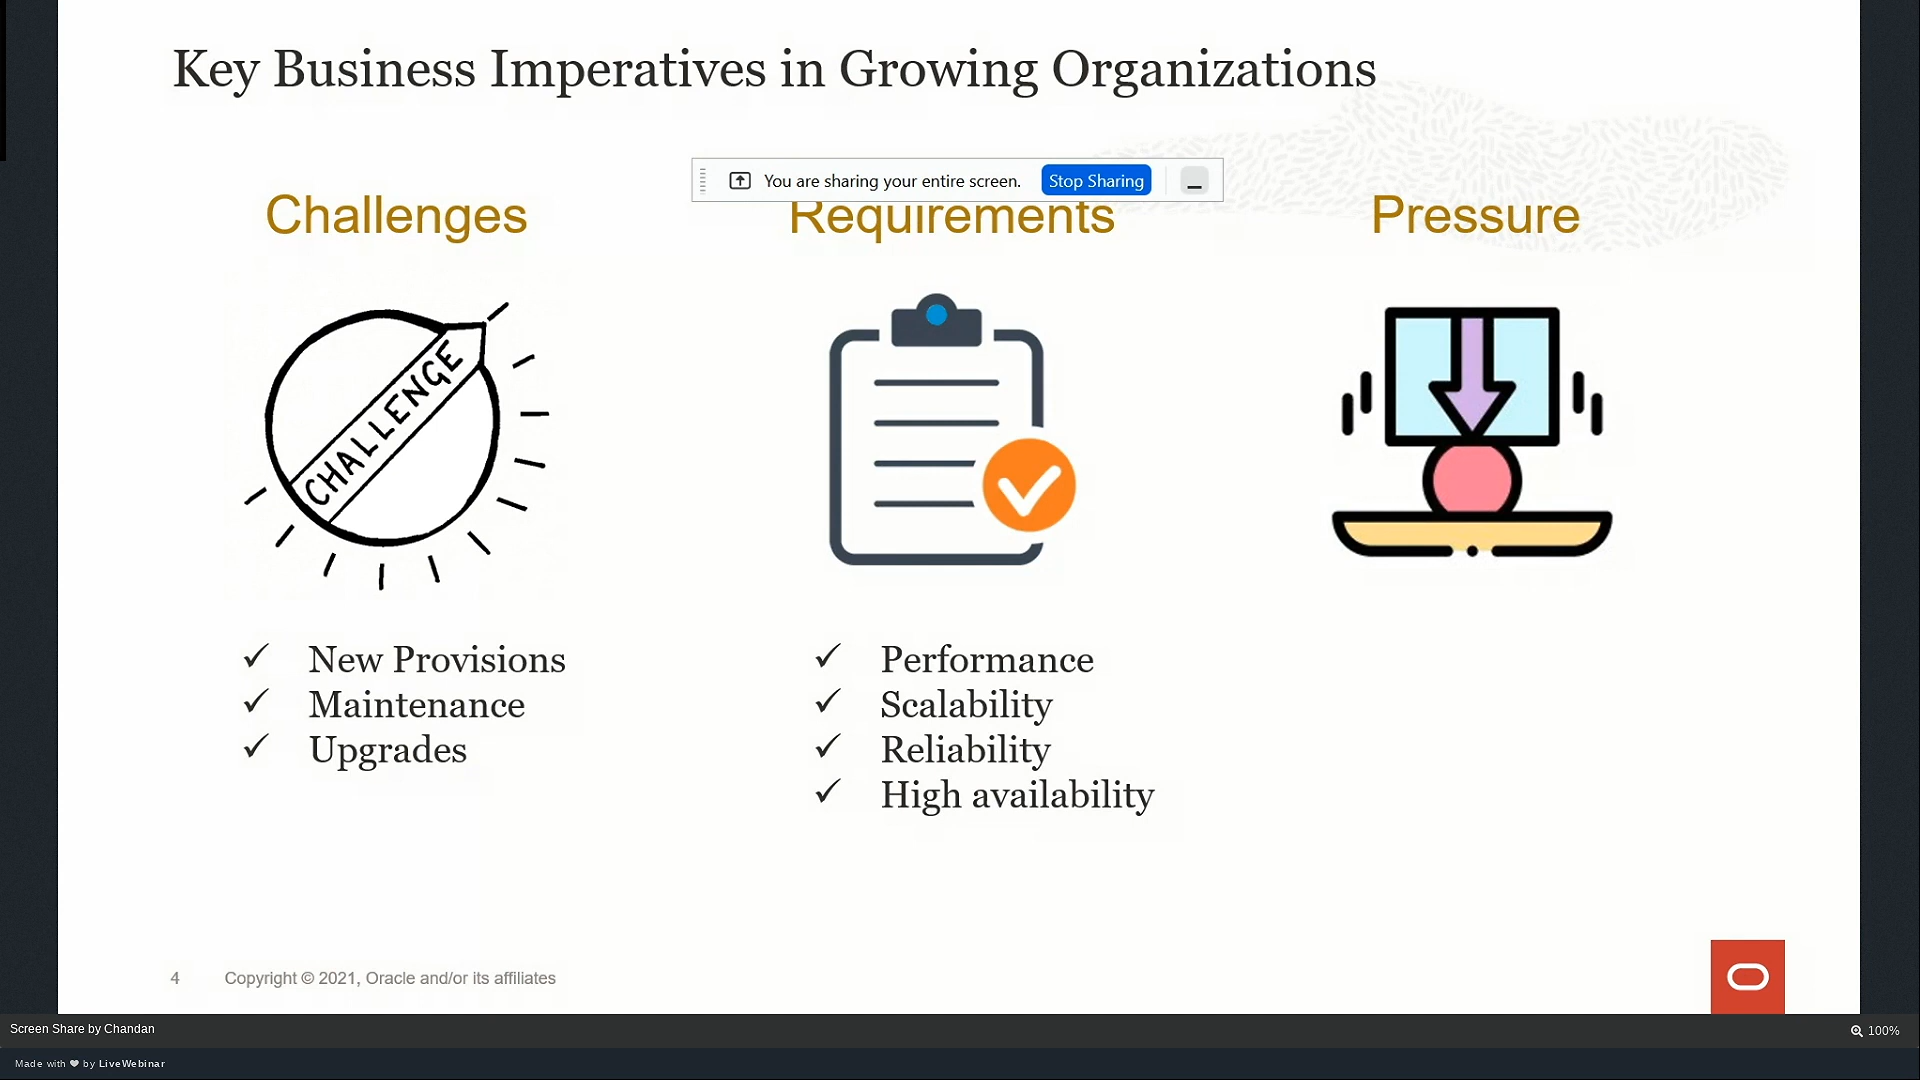 Key Business Imperatives in Growing Organizations
You are sharing your entire screen. Stop Sharing
Challenges
Requirements
Pressure
CHALLENGE
✓ New Provisions
✓ Maintenance
✓ Upgrades
✓ Performance
✓ Scalability
✓ Reliability
✓ High availability
4 Copyright © 2021, Oracle and/or its affiliates
Screen Share by Chandan
100%
Made with ❤ by LiveWebinar